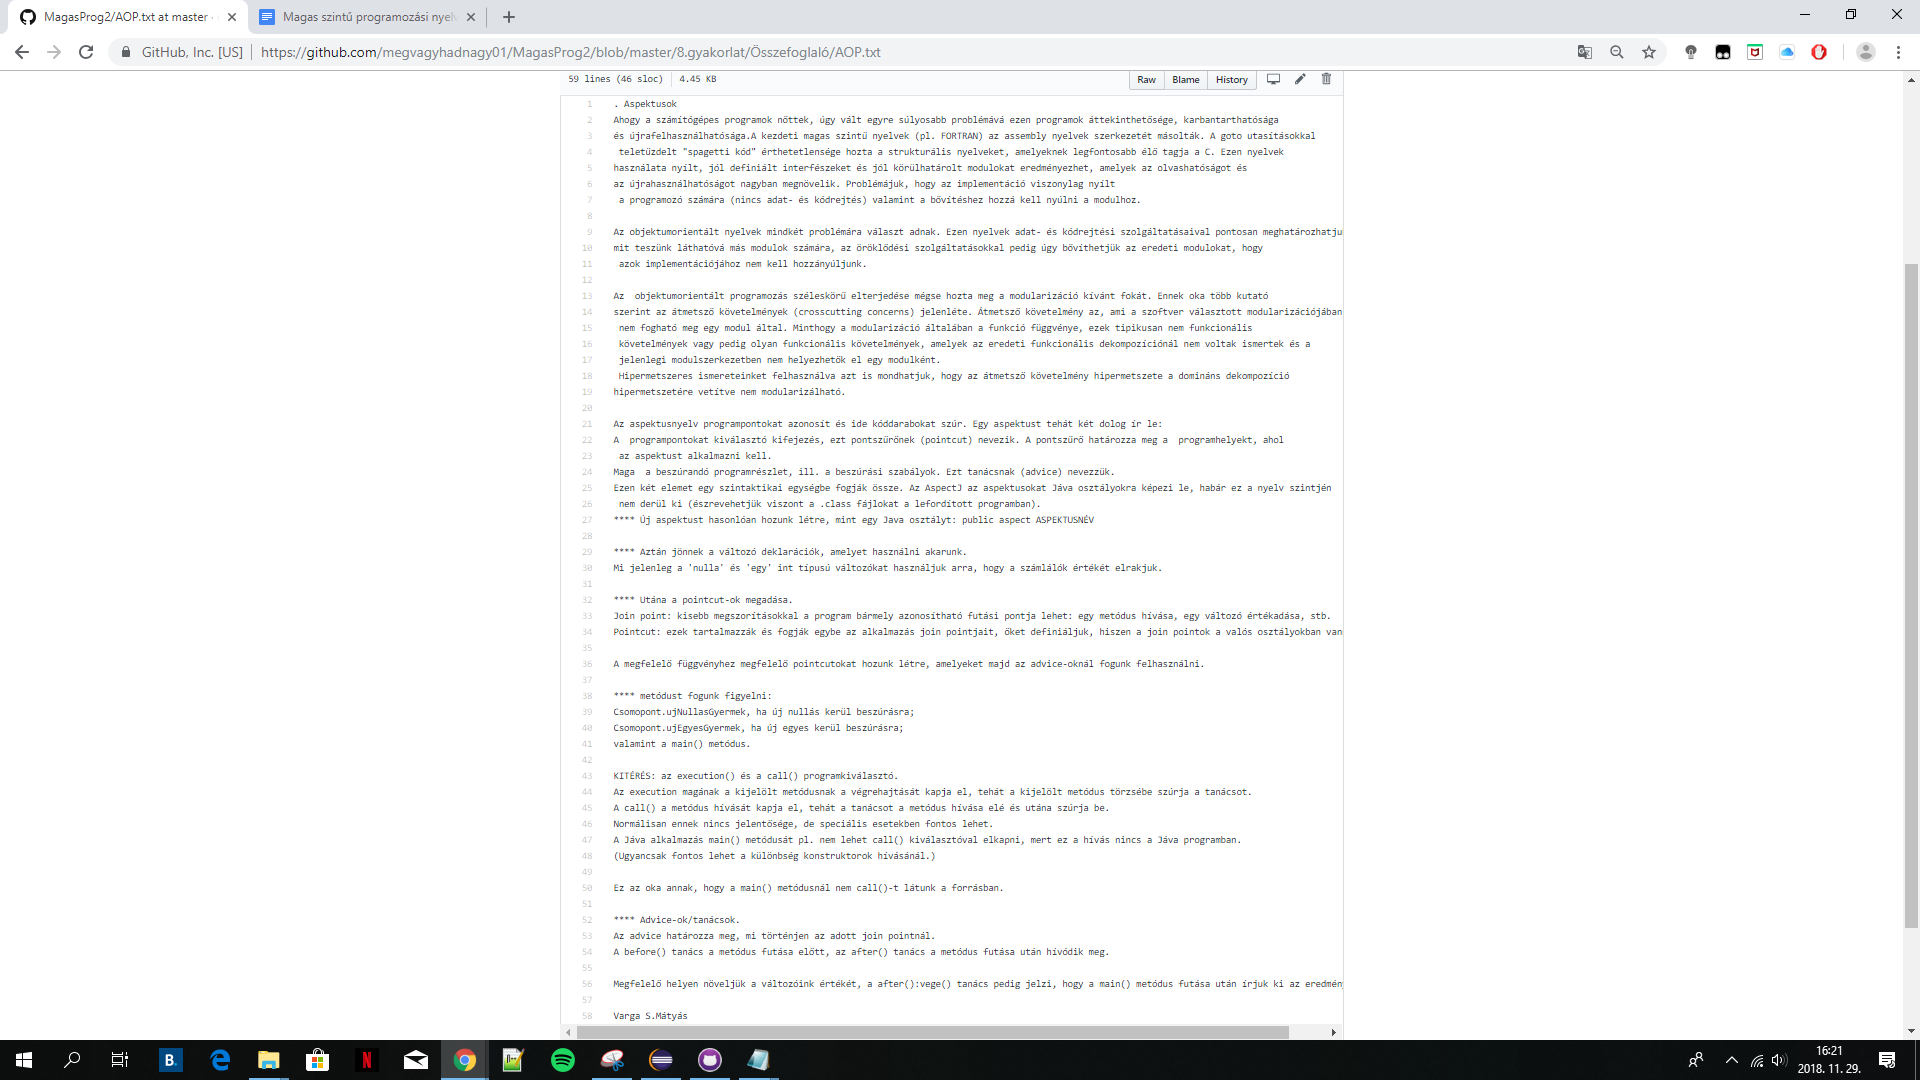 MagasProg2/AOP.txt at master ·
Magas szintű programozási nyel
GitHub, Inc. [US]
https://github.com/megvagyhadnagy01/MagasProg2/blob/master/8.gyakorlat/Összefoglaló/AOP.txt
59 lines (46 sloc) 4.45 KB
Raw Blame History
1 . Aspektusok
2 Ahogy a számítógépes programok nőttek, úgy vált egyre súlyosabb problémává ezen programok áttekinthetősége, karbantarthatósága
3 és újrafelhasználhatósága.A kezdeti magas szintű nyelvek (pl. FORTRAN) az assembly nyelvek szerkezetét másolták. A goto utasításokkal
4 teletűzdelt "spagetti kód" érthetetlensége hozta a strukturális nyelveket, amelyeknek legfontosabb élő tagja a C. Ezen nyelvek
5 használata nyílt, jól definiált interfészeket és jól körülhatárolt modulokat eredményezhet, amelyek az olvashatóságot és
6 az újrahasználhatóságot nagyban megnövelik. Problémájuk, hogy az implementáció viszonylag nyílt
7 a programozó számára (nincs adat- és kódrejtés) valamint a bővítéshez hozzá kell nyúlni a modulhoz.
8
9 Az objektumorientált nyelvek mindkét problémára választ adnak. Ezen nyelvek adat- és kódrejtési szolgáltatásaival pontosan meghatározhatju
10 mit teszünk láthatóvá más modulok számára, az öröklődési szolgáltatásokkal pedig úgy bővíthetjük az eredeti modulokat, hogy
11 azok implementációjához nem kell hozzányúljunk.
12
13 Az  objektumorientált programozás széleskörű elterjedése mégse hozta meg a modularizáció kívánt fokát. Ennek oka több kutató
14 szerint az átmetsző követelmények (crosscutting concerns) jelenléte. Átmetsző követelmény az, ami a szoftver választott modularizációjában
15 nem fogható meg egy modul által. Minthogy a modularizáció általában a funkció függvénye, ezek tipikusan nem funkcionális
16 követelmények vagy pedig olyan funkcionális követelmények, amelyek az eredeti funkcionális dekompozíciónál nem voltak ismertek és a
17 jelenlegi modulszerkezetben nem helyezhetők el egy modulként.
18 Hipermetszeres ismereteinket felhasználva azt is mondhatjuk, hogy az átmetsző követelmény hipermetszete a domináns dekompozíció
19 hipermetszetére vetítve nem modularizálható.
20
21 Az aspektusnyelv programpontokat azonosít és ide kóddarabokat szúr. Egy aspektust tehát két dolog ír le:
22 A  programpontokat kiválasztó kifejezés, ezt pontszűrőnek (pointcut) nevezik. A pontszűrő határozza meg a  programhelyekt, ahol
23 az aspektust alkalmazni kell.
24 Maga  a beszúrandó programrészlet, ill. a beszúrási szabályok. Ezt tanácsnak (advice) nevezzük.
25 Ezen két elemet egy szintaktikai egységbe fogják össze. Az AspectJ az aspektusokat Jáva osztályokra képezi le, habár ez a nyelv szintjén
26 nem derül ki (észrevehetjük viszont a .class fájlokat a lefordított programban).
27 **** Új aspektust hasonlóan hozunk létre, mint egy Java osztályt: public aspect ASPEKTUSNÉV
28
29 **** Aztán jönnek a változó deklarációk, amelyet használni akarunk.
30 Mi jelenleg a 'nulla' és 'egy' int típusú változókat használjuk arra, hogy a számlálók értékét elrakjuk.
31
32 **** Utána a pointcut-ok megadása.
33 Join point: kisebb megszorításokkal a program bármely azonosítható futási pontja lehet: egy metódus hívása, egy változó értékadása, stb.
34 Pointcut: ezek tartalmazzák és fogják egybe az alkalmazás join pointjait, őket definiáljuk, hiszen a join pointok a valós osztályokban van
35
36 A megfelelő függvényhez megfelelő pointcutokat hozunk létre, amelyeket majd az advice-oknál fogunk felhasználni.
37
38 **** metódust fogunk figyelni:
39 Csomopont.ujNullasGyermek, ha új nullás kerül beszúrásra;
40 Csomopont.ujEgyesGyermek, ha új egyes kerül beszúrásra;
41 valamint a main() metódus.
42
43 KITÉRÉS: az execution() és a call() programkiválasztó.
44 Az execution magának a kijelölt metódusnak a végrehajtását kapja el, tehát a kijelölt metódus törzsébe szúrja a tanácsot.
45 A call() a metódus hívását kapja el, tehát a tanácsot a metódus hívása elé és utána szúrja be.
46 Normálisan ennek nincs jelentősége, de speciális esetekben fontos lehet.
47 A Jáva alkalmazás main() metódusát pl. nem lehet call() kiválasztóval elkapni, mert ez a hívás nincs a Jáva programban.
48 (Ugyancsak fontos lehet a különbség konstruktorok hívásánál.)
49
50 Ez az oka annak, hogy a main() metódusnál nem call()-t látunk a forrásban.
51
52 **** Advice-ok/tanácsok.
53 Az advice határozza meg, mi történjen az adott join pointnál.
54 A before() tanács a metódus futása előtt, az after() tanács a metódus futása után hívódik meg.
55
56 Megfelelő helyen növeljük a változóink értékét, a after():vege() tanács pedig jelzi, hogy a main() metódus futása után írjuk ki az eredmény
57
58 Varga S.Mátyás
B.
16:21
2018. 11. 29.